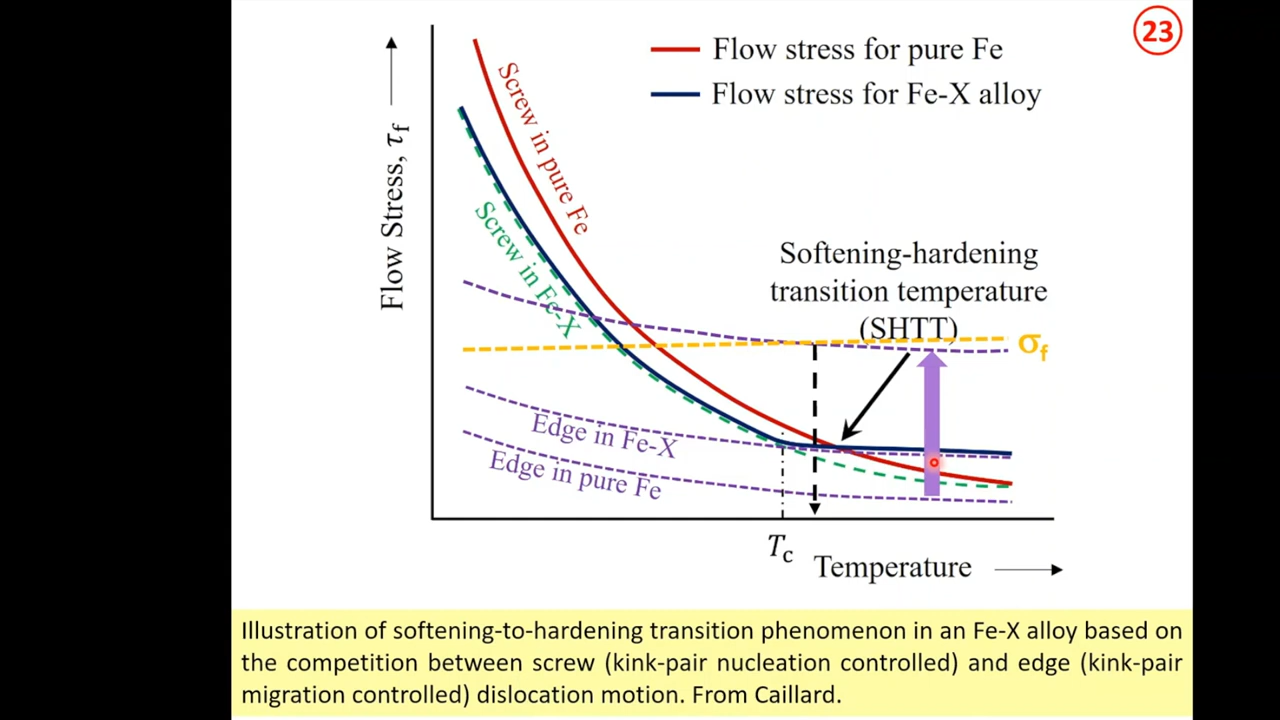 23
Flow stress for pure Fe
Flow stress for Fe-X alloy
Flow Stress, τf
Screw in pure Fe
Screw in Fe-X
Softening-hardening
transition temperature
(SHTT)
σf
Edge in Fe-X
Edge in pure Fe
Tc
Temperature
Illustration of softening-to-hardening transition phenomenon in an Fe-X alloy based on
the competition between screw (kink-pair nucleation controlled) and edge (kink-pair
migration controlled) dislocation motion. From Caillard.